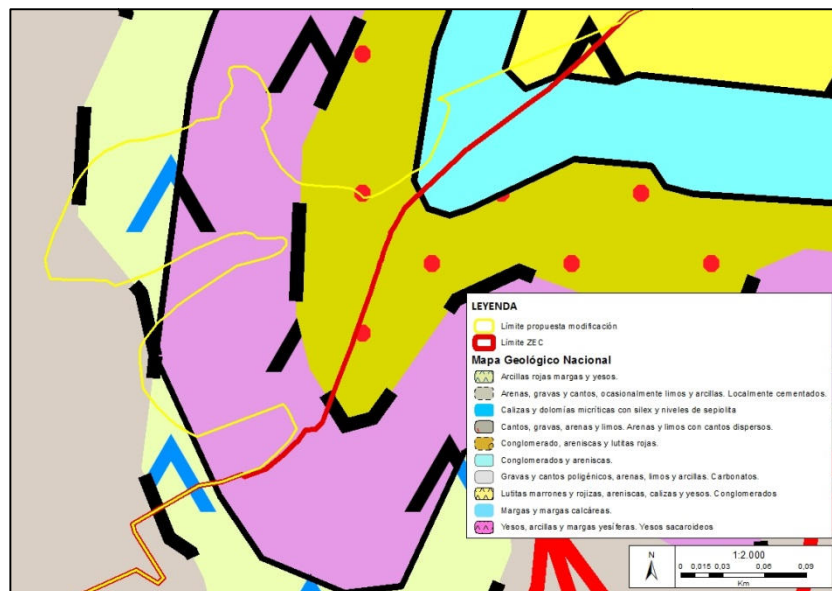 LEYENDA
Límite propuesta modificación
Límite ZEC
Mapa Geológico Nacional
Arcillas rojas margas y yesos.
Arenas, gravas y cantos, ocasionalmente limos y arcillas. Localmente cementados.
Calizas y dolomías micríticas con silex y niveles de sepiolita
Cantos, gravas, arenas y limos. Arenas y limos con cantos dispersos.
Conglomerado, areniscas y lutitas rojas.
Conglomerados y areniscas.
Gravas y cantos poligénicos, arenas, limos y arcillas. Carbonatos.
Lutitas marrones y rojizas, areniscas, calizas y yesos. Conglomerados
Margas y margas calcáreas.
Yesos, arcillas y margas yesíferas. Yesos sacaroideos
N
1:2.000
0 0,015 0,03 0,06 0,09
Km